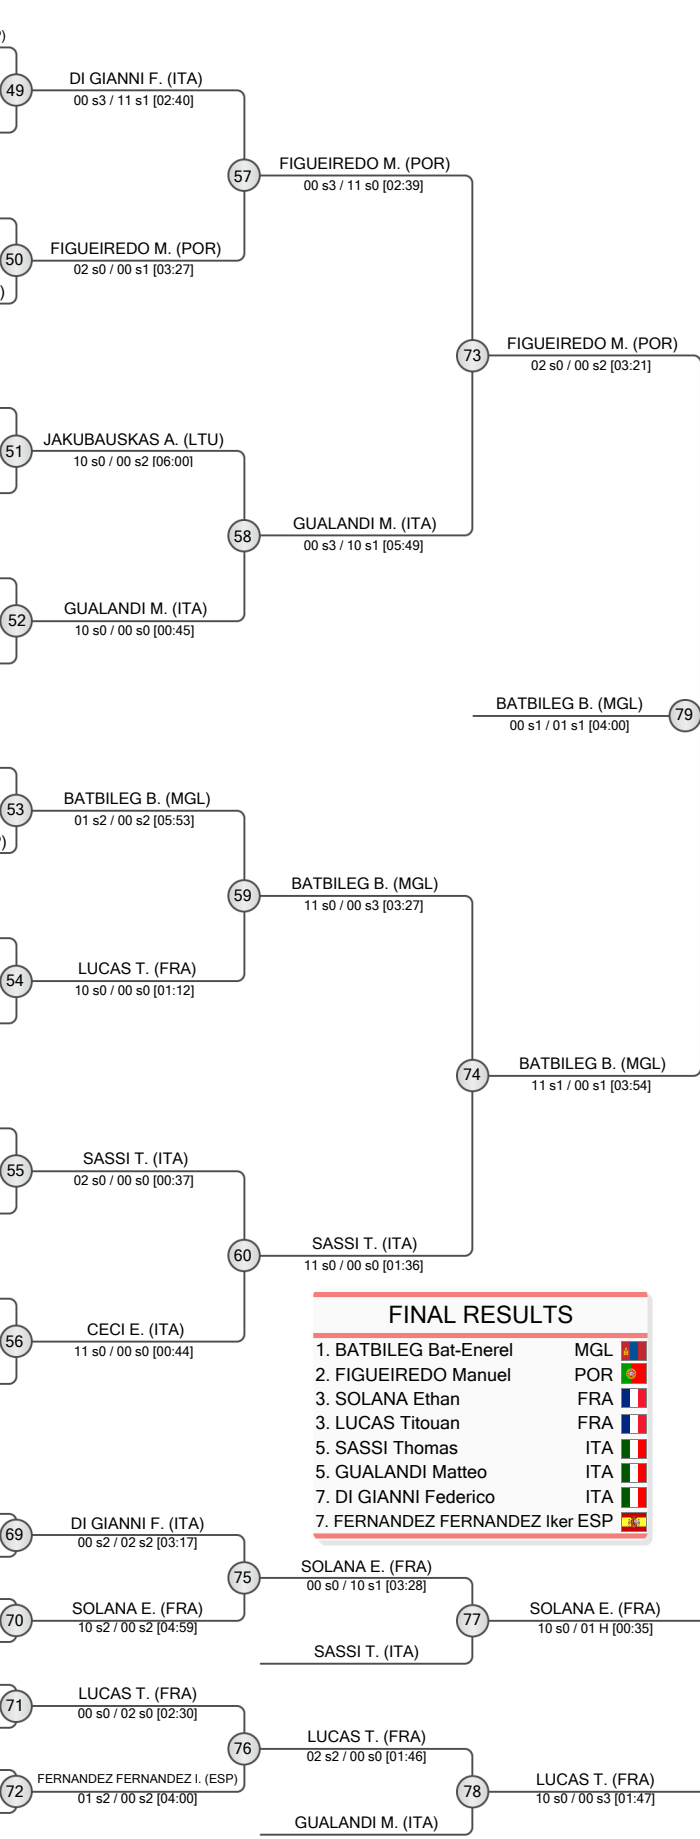 )
49
DI GIANNI F. (ITA)
00 s3 / 11 s1 [02:40]
57
FIGUEIREDO M. (POR)
00 s3 / 11 s0 [02:39]
50
FIGUEIREDO M. (POR)
02 s0 / 00 s1 [03:27]
)
73
FIGUEIREDO M. (POR)
02 s0 / 00 s2 [03:21]
51
JAKUBAUSKAS A. (LTU)
10 s0 / 00 s2 [06:00]
58
GUALANDI M. (ITA)
00 s3 / 10 s1 [05:49]
52
GUALANDI M. (ITA)
10 s0 / 00 s0 [00:45]
BATBILEG B. (MGL)
00 s1 / 01 s1 [04:00]
79
53
BATBILEG B. (MGL)
01 s2 / 00 s2 [05:53]
)
59
BATBILEG B. (MGL)
11 s0 / 00 s3 [03:27]
54
LUCAS T. (FRA)
10 s0 / 00 s0 [01:12]
74
BATBILEG B. (MGL)
11 s1 / 00 s1 [03:54]
55
SASSI T. (ITA)
02 s0 / 00 s0 [00:37]
60
SASSI T. (ITA)
11 s0 / 00 s0 [01:36]
56
CECI E. (ITA)
11 s0 / 00 s0 [00:44]
FINAL RESULTS
1. BATBILEG Bat-Enerel MGL
2. FIGUEIREDO Manuel POR
3. SOLANA Ethan FRA
3. LUCAS Titouan FRA
5. SASSI Thomas ITA
5. GUALANDI Matteo ITA
7. DI GIANNI Federico ITA
7. FERNANDEZ FERNANDEZ Iker ESP
69
DI GIANNI F. (ITA)
00 s2 / 02 s2 [03:17]
75
SOLANA E. (FRA)
00 s0 / 10 s1 [03:28]
70
SOLANA E. (FRA)
10 s2 / 00 s2 [04:59]
77
SOLANA E. (FRA)
10 s0 / 01 H [00:35]
SASSI T. (ITA)
71
LUCAS T. (FRA)
00 s0 / 02 s0 [02:30]
76
LUCAS T. (FRA)
02 s2 / 00 s0 [01:46]
72
FERNANDEZ FERNANDEZ I. (ESP)
01 s2 / 00 s2 [04:00]
78
LUCAS T. (FRA)
10 s0 / 00 s3 [01:47]
GUALANDI M. (ITA)